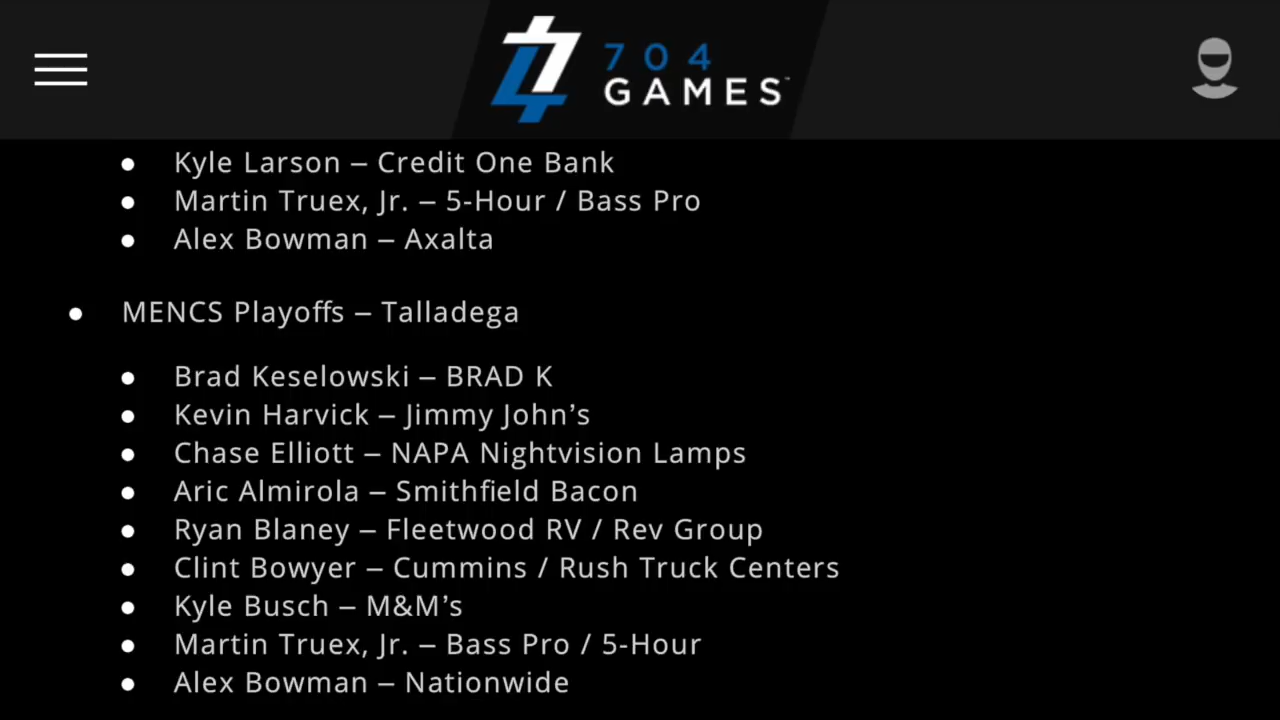 704
GAMES™
Kyle Larson – Credit One Bank
Martin Truex, Jr. – 5-Hour / Bass Pro
Alex Bowman – Axalta
MENCS Playoffs – Talladega
Brad Keselowski – BRAD K
Kevin Harvick – Jimmy John’s
Chase Elliott – NAPA Nightvision Lamps
Aric Almirola – Smithfield Bacon
Ryan Blaney – Fleetwood RV / Rev Group
Clint Bowyer – Cummins / Rush Truck Centers
Kyle Busch – M&M’s
Martin Truex, Jr. – Bass Pro / 5-Hour
Alex Bowman – Nationwide